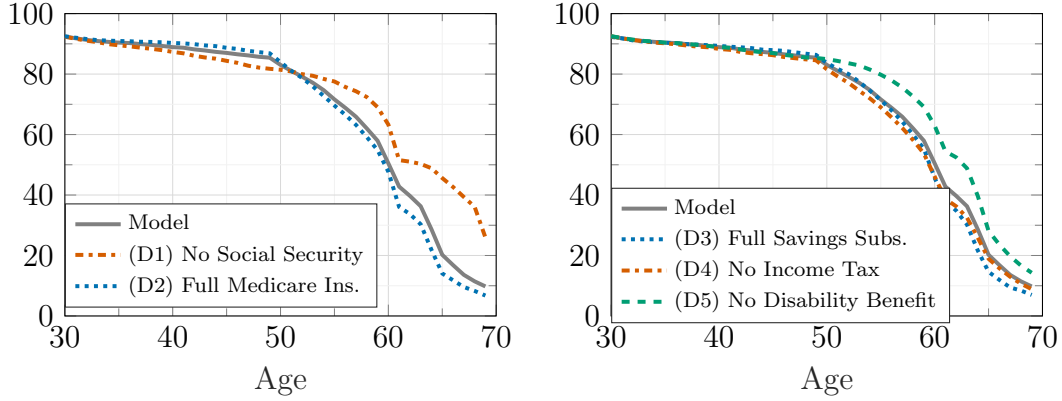 100
80
60
40
20
0
30
40
50
60
70
Age
Model
(D1) No Social Security
(D2) Full Medicare Ins.
100
80
60
40
20
0
30
40
50
60
70
Age
Model
(D3) Full Savings Subs.
(D4) No Income Tax
(D5) No Disability Benefit